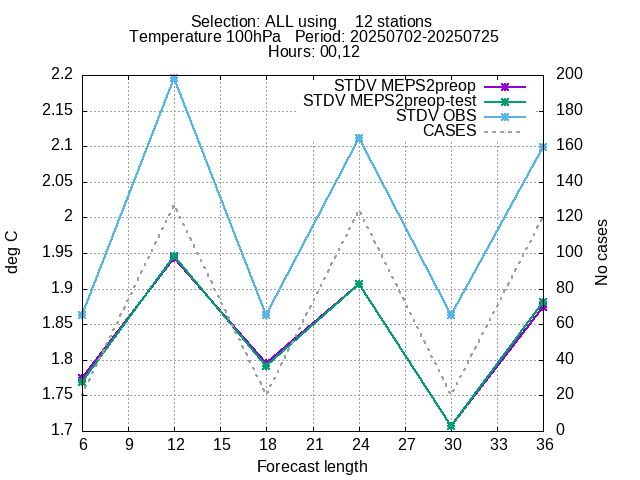 Selection: ALL using    12 stations
Temperature 100hPa   Period: 20250702-20250725
Hours: 00,12
STDV MEPS2preop
STDV MEPS2preop-test
STDV OBS
CASES
2.2
2.15
2.1
2.05
2
1.95
1.9
1.85
1.8
1.75
1.7
deg C
200
180
160
140
120
100
80
60
40
20
0
No cases
6 9 12 15 18 21 24 27 30 33 36
Forecast length